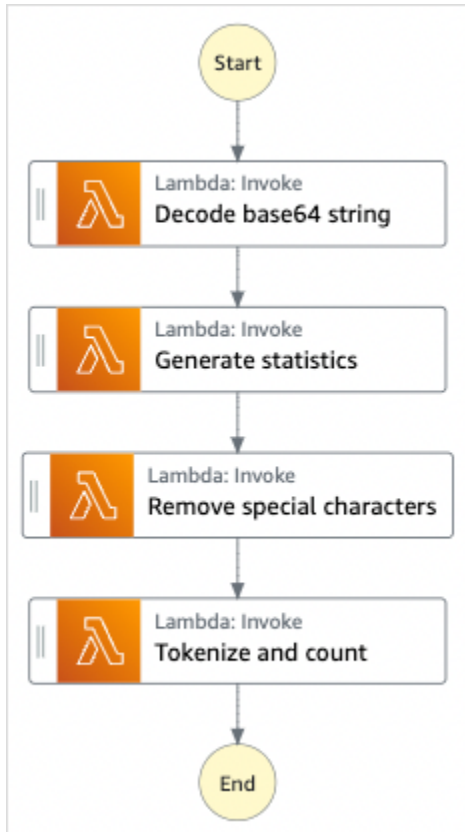 Start
Lambda: Invoke
Decode base64 string
Lambda: Invoke
Generate statistics
Lambda: Invoke
Remove special characters
Lambda: Invoke
Tokenize and count
End